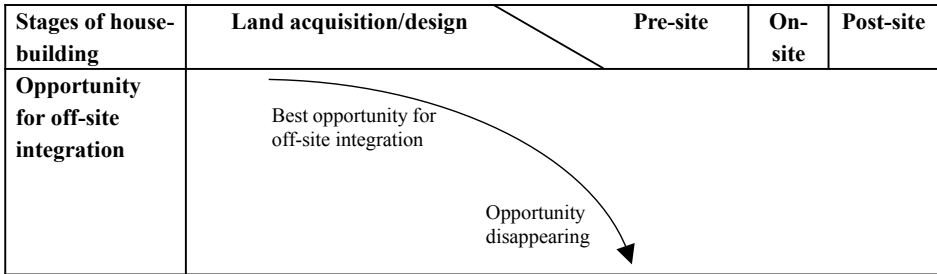 Stages of house-
building
Land acquisition/design
Pre-site
On-
site
Post-site
Opportunity
for off-site
integration
Best opportunity for
off-site integration
Opportunity
disappearing